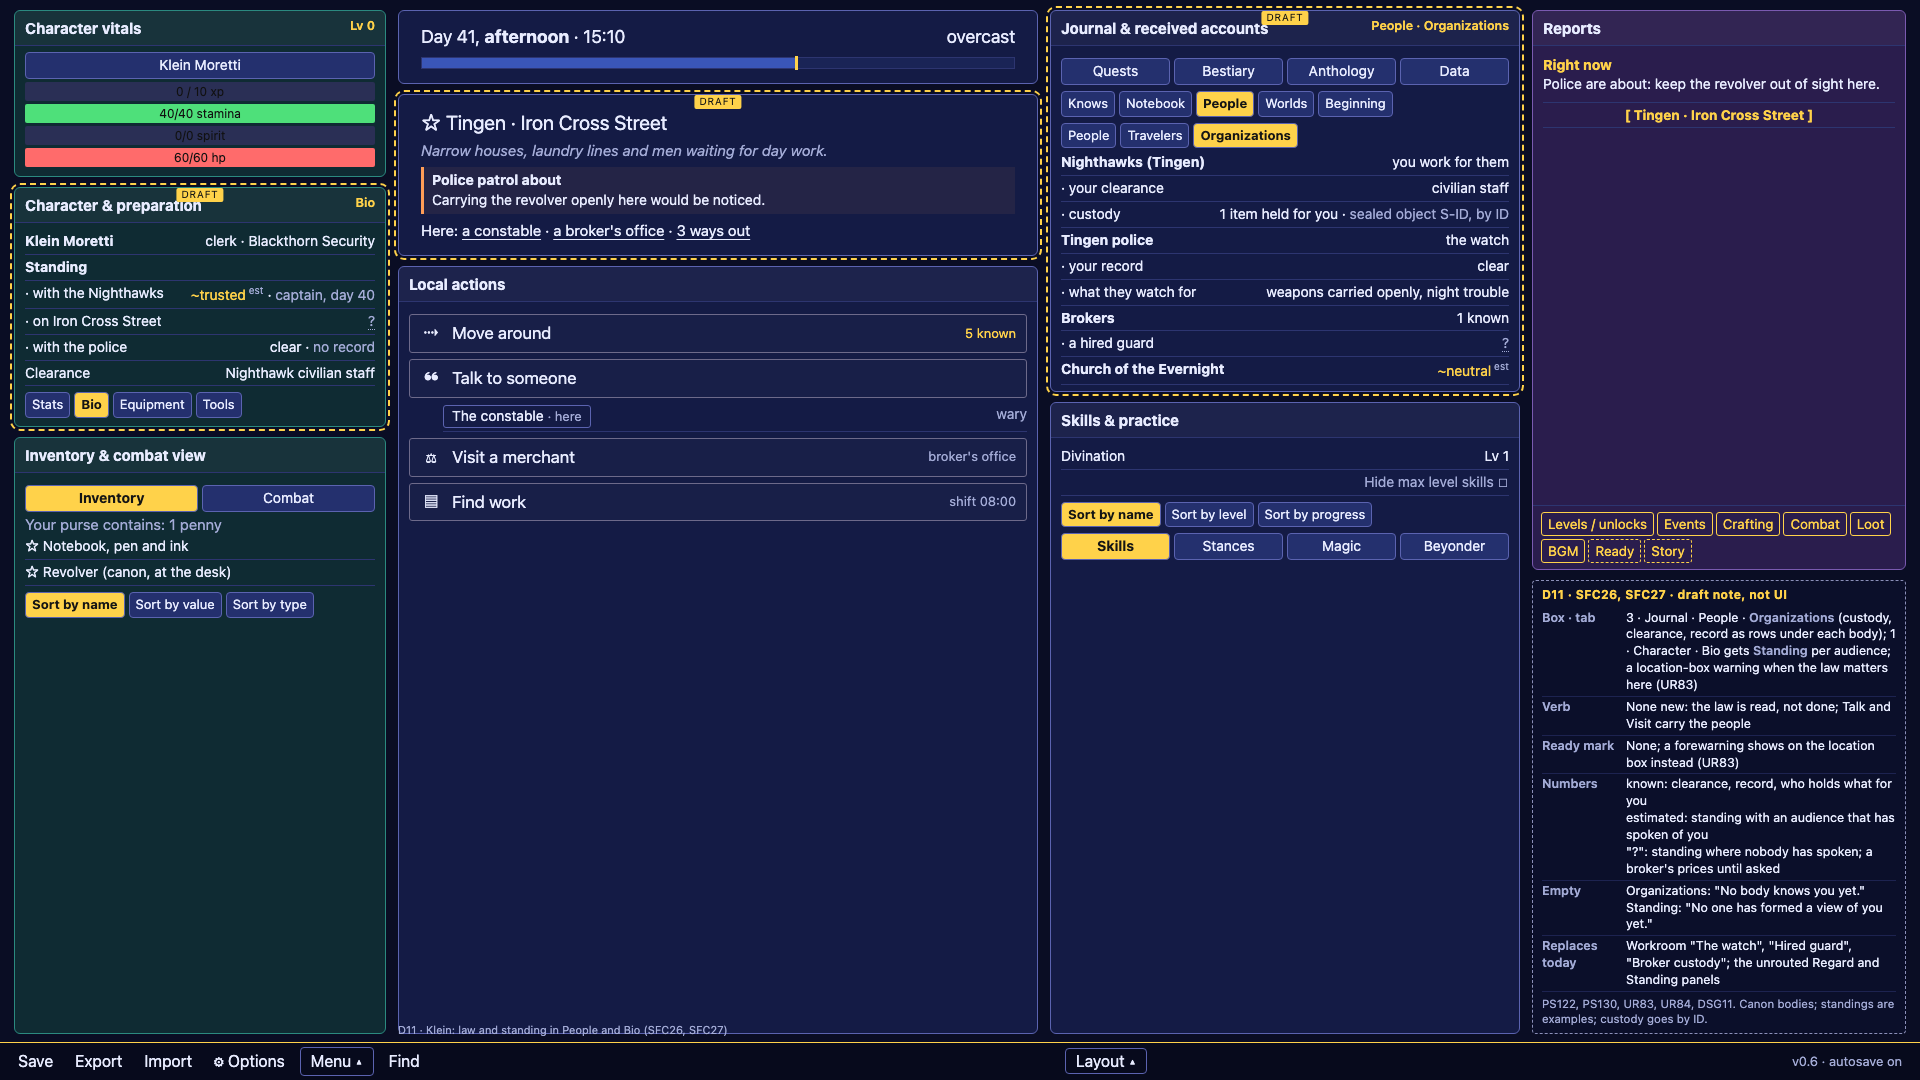 Character vitals
Lv 0
Klein Moretti
0 / 10 xp
40/40 stamina
0/0 spirit
60/60 hp
DRAFT
Character & preparation
Bio
Klein Moretti
clerk · Blackthorn Security
Standing
· with the Nighthawks
~trusted est · captain, day 40
· on Iron Cross Street
?
· with the police
clear · no record
Clearance
Nighthawk civilian staff
Stats
Bio
Equipment
Tools
Inventory & combat view
Inventory
Combat
Your purse contains: 1 penny
☆ Notebook, pen and ink
☆ Revolver (canon, at the desk)
Sort by name
Sort by value
Sort by type
Day 41, afternoon · 15:10
overcast
DRAFT
☆ Tingen · Iron Cross Street
Narrow houses, laundry lines and men waiting for day work.
Police patrol about
Carrying the revolver openly here would be noticed.
Here: a constable · a broker's office · 3 ways out
Local actions
Move around
5 known
Talk to someone
The constable · here
wary
Visit a merchant
broker's office
Find work
shift 08:00
D11 · Klein: law and standing in People and Bio (SFC26, SFC27)
DRAFT
Journal & received accounts
People · Organizations
Quests
Bestiary
Anthology
Data
Knows
Notebook
People
Worlds
Beginning
People
Travelers
Organizations
Nighthawks (Tingen)
you work for them
· your clearance
civilian staff
· custody
1 item held for you · sealed object S-ID, by ID
Tingen police
the watch
· your record
clear
· what they watch for
weapons carried openly, night trouble
Brokers
1 known
· a hired guard
?
Church of the Evernight
~neutral est
Skills & practice
Divination
Lv 1
Hide max level skills
Sort by name
Sort by level
Sort by progress
Skills
Stances
Magic
Beyonder
Reports
Right now
Police are about: keep the revolver out of sight here.
[ Tingen · Iron Cross Street ]
Levels / unlocks
Events
Crafting
Combat
Loot
BGM
Ready
Story
D11 · SFC26, SFC27 · draft note, not UI
Box · tab
3 · Journal · People · Organizations (custody,
clearance, record as rows under each body); 1
· Character · Bio gets Standing per audience;
a location-box warning when the law matters
here (UR83)
Verb
None new: the law is read, not done; Talk and
Visit carry the people
Ready mark
None; a forewarning shows on the location
box instead (UR83)
Numbers
known: clearance, record, who holds what for
you
estimated: standing with an audience that has
spoken of you
"?": standing where nobody has spoken; a
broker's prices until asked
Empty
Organizations: "No body knows you yet."
Standing: "No one has formed a view of you
yet."
Replaces
today
Workroom "The watch", "Hired guard",
"Broker custody"; the unrouted Regard and
Standing panels
PS122, PS130, UR83, UR84, DSG11. Canon bodies; standings are
examples; custody goes by ID.
Save
Export
Import
⚙ Options
Menu ▴
Find
Layout ▴
v0.6 · autosave on